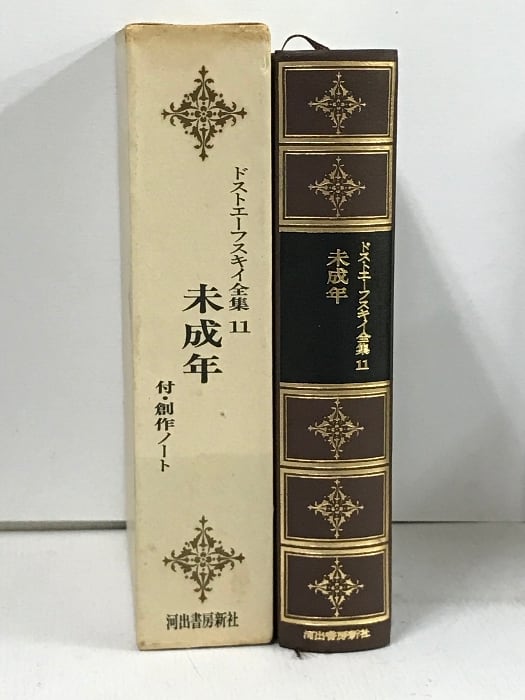 ドストエーフスキイ全集 11
未成年
付・創作ノート
河出書房新社
ドストエーフスキイ全集 11
未成年
河出書房新社